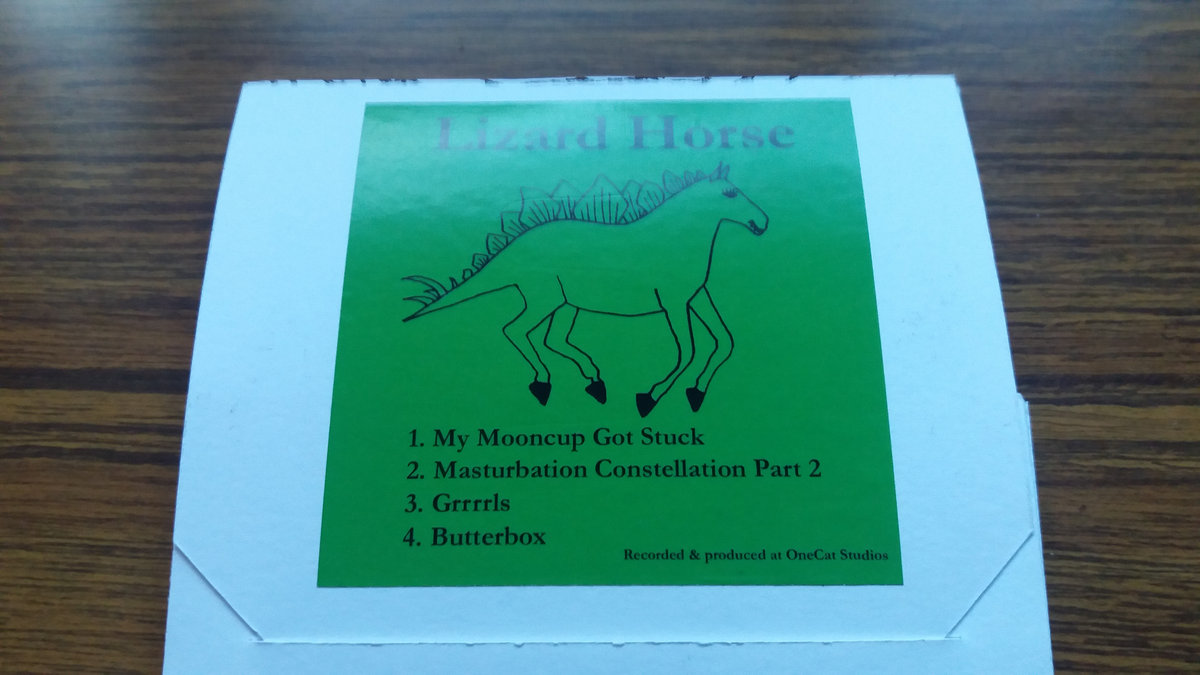 Lizard Horse
1. My Mooncup Got Stuck
2. Masturbation Constellation Part 2
3. Grrrrls
4. Butterbox
Recorded & produced at OneCat Studios